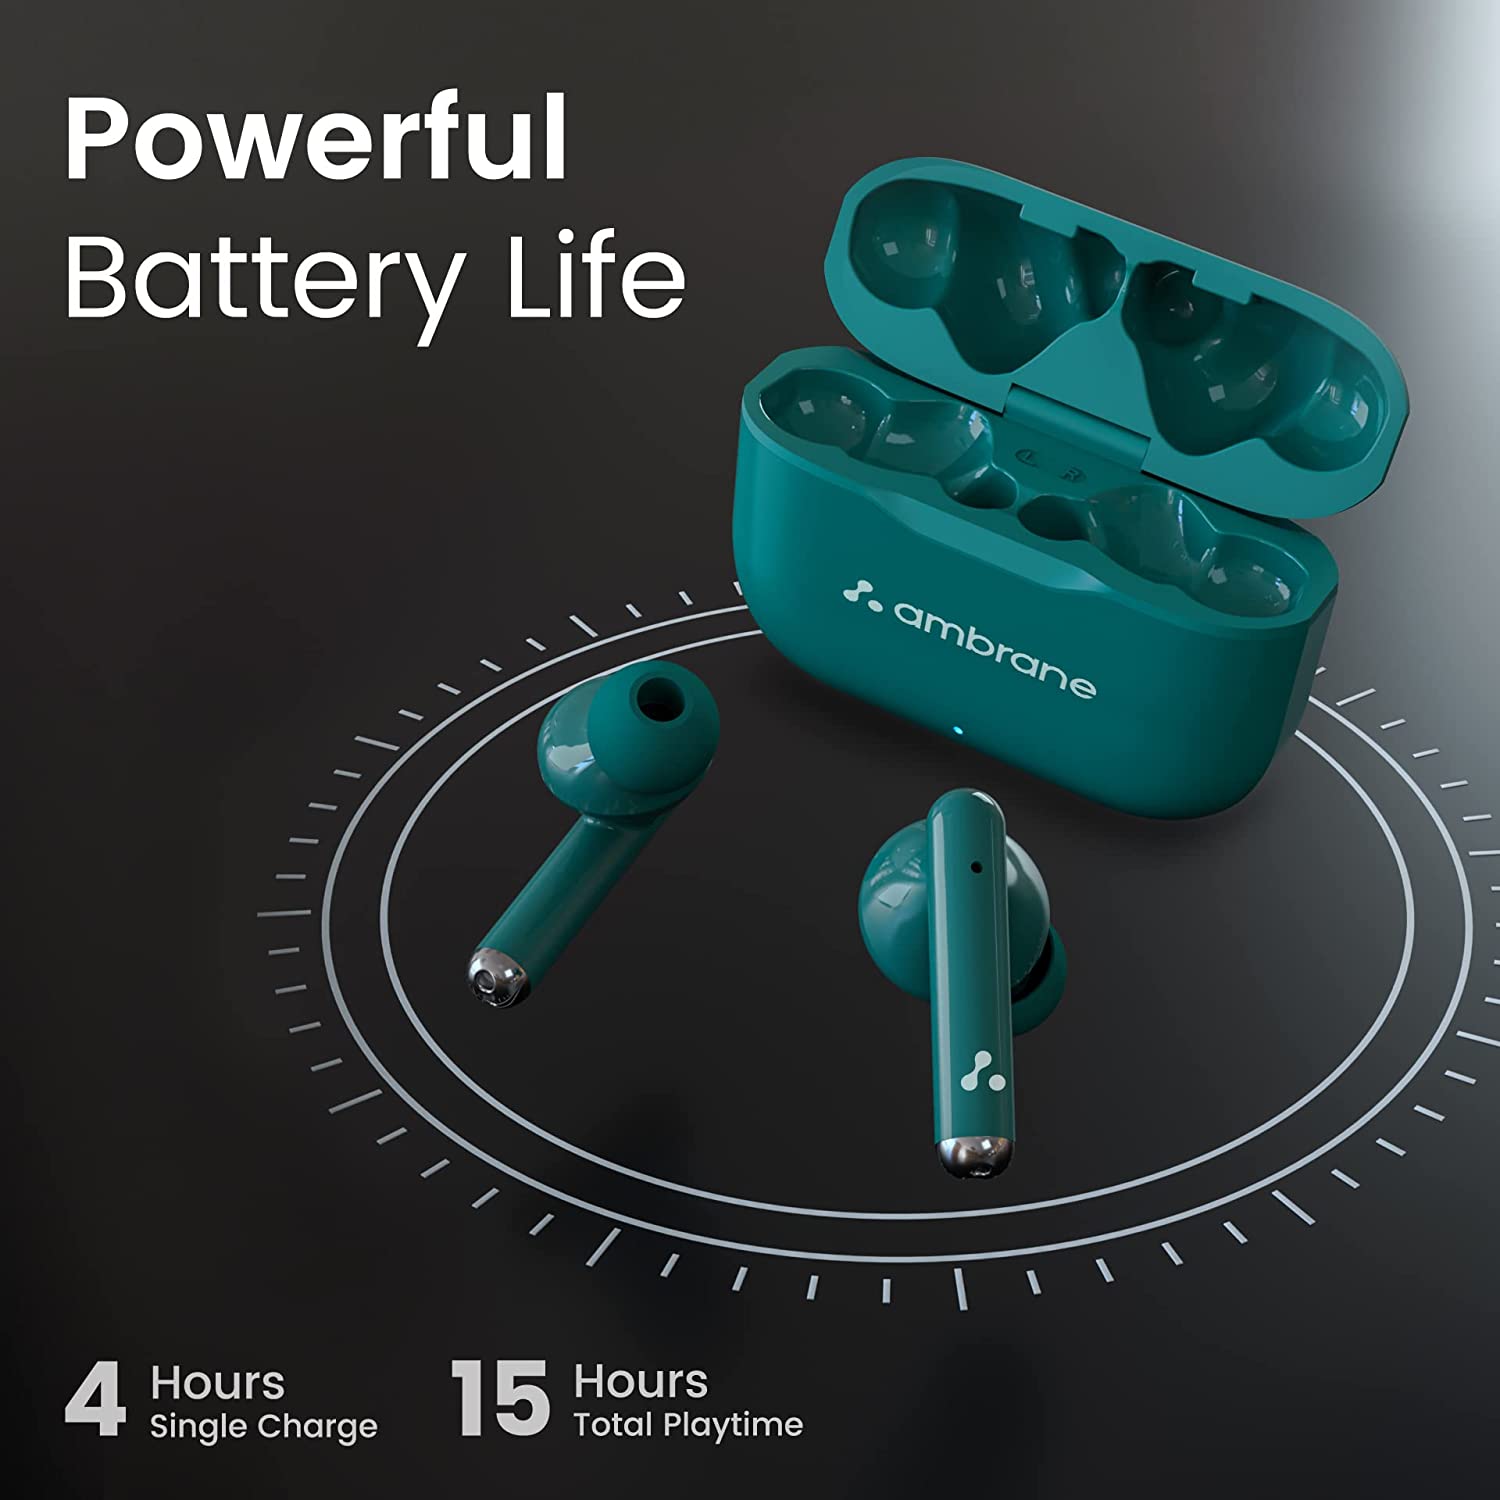 Powerful
Battery Life
L R
ambrane
4 Hours
Single Charge
15 Hours
Total Playtime